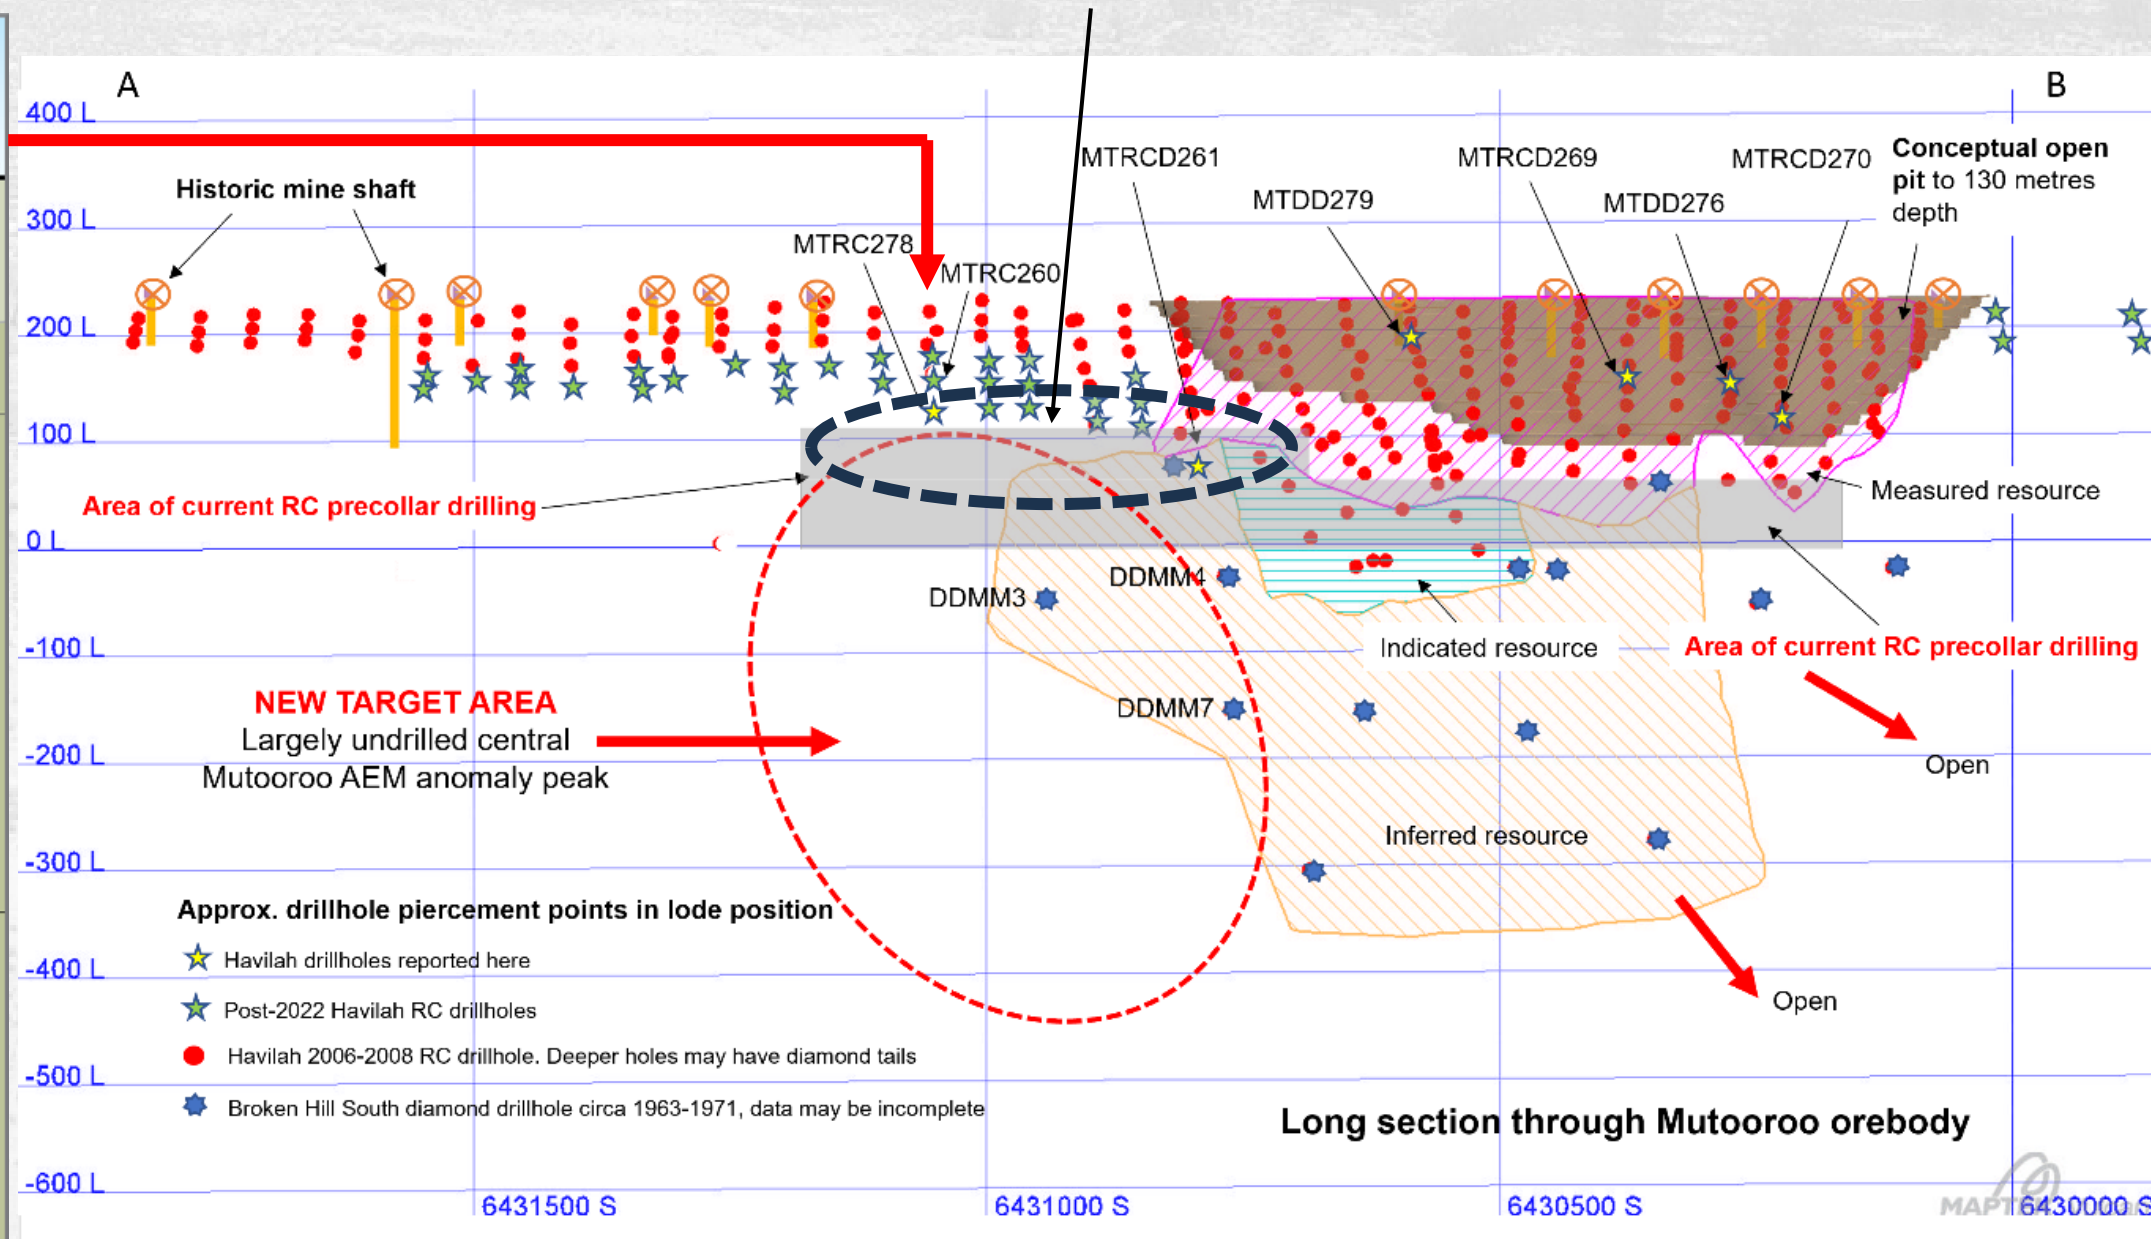 A
B
400 L
300 L
200 L
100 L
0 L
-100 L
-200 L
-300 L
-400 L
-500 L
-600 L
Historic mine shaft
MTRC278
MTRC260
MTRCD261
MTDD279
MTRCD269
MTDD276
MTRCD270
Conceptual open
pit to 130 metres
depth
Area of current RC precollar drilling
Measured resource
DDMM3
DDMM4
Indicated resource
Area of current RC precollar drilling
NEW TARGET AREA
Largely undrilled central
Mutooroo AEM anomaly peak
DDMM7
Open
Inferred resource
Open
Approx. drillhole piercement points in lode position
Havilah drillholes reported here
Post-2022 Havilah RC drillholes
Havilah 2006-2008 RC drillhole. Deeper holes may have diamond tails
Broken Hill South diamond drillhole circa 1963-1971, data may be incomplete
Long section through Mutooroo orebody
6431500 S
6431000 S
6430500 S
6430000 S